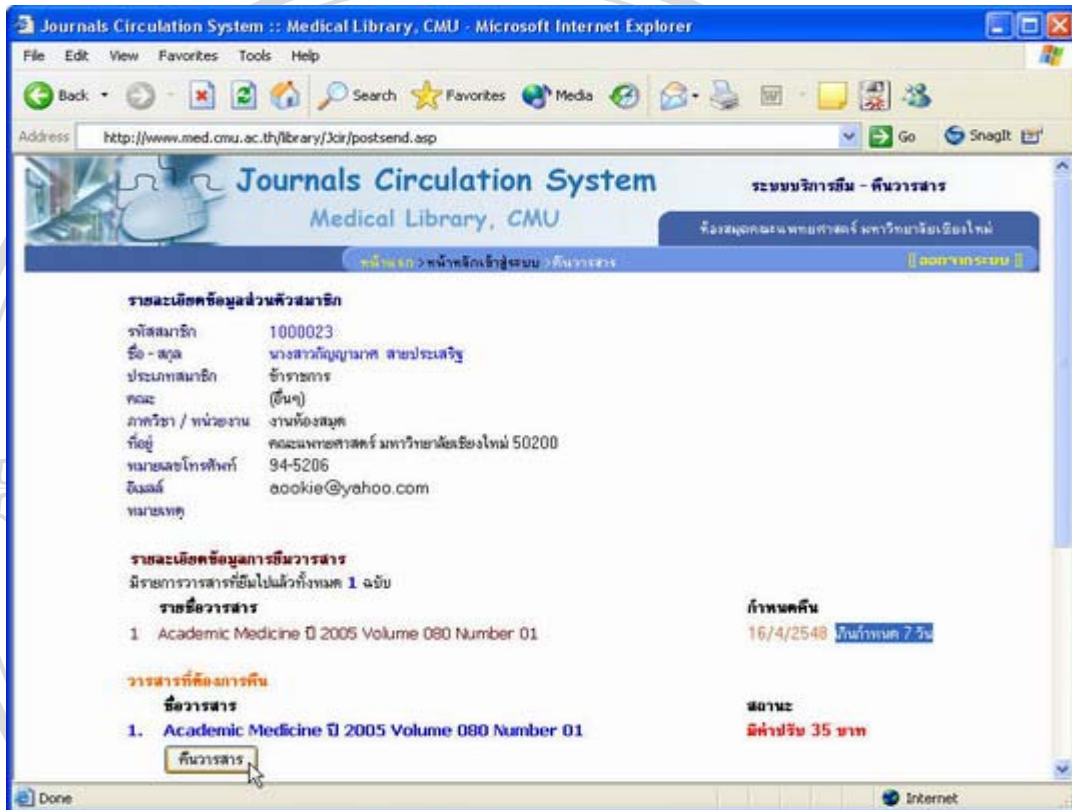 Journals Circulation System :: Medical Library, CMU - Microsoft Internet Explorer
File Edit View Favorites Tools Help
Back Search Favorites Media
Address http://www.med.cmu.ac.th/library/Jcir/postsend.asp Go SnagIt
Journals Circulation System
Medical Library, CMU
ระบบบริการยืม - คืนวารสาร
ห้องสมุดคณะแพทยศาสตร์ มหาวิทยาลัยเชียงใหม่
หน้าแรก > หน้าหลักเข้าสู่ระบบ > คืนวารสาร [[ ออกจากระบบ ]]
รายละเอียดข้อมูลส่วนตัวสมาชิก
รหัสสมาชิก 1000023
ชื่อ - สกุล นางสาวกัญญามาศ สายประเสริฐ
ประเภทสมาชิก ข้าราชการ
คณะ (อื่นๆ)
ภาควิชา / หน่วยงาน งานห้องสมุด
ที่อยู่ คณะแพทยศาสตร์ มหาวิทยาลัยเชียงใหม่ 50200
หมายเลขโทรศัพท์ 94-5206
อีเมลล์ aookie@yahoo.com
หมายเหตุ
รายละเอียดข้อมูลการยืมวารสาร
มีรายการวารสารที่ยืมไปแล้วทั้งหมด 1 ฉบับ
รายชื่อวารสาร กำหนดคืน
1 Academic Medicine ปี 2005 Volume 080 Number 01 16/4/2548 เกินกำหนด 7 วัน
วารสารที่ต้องการคืน
ชื่อวารสาร สถานะ
1. Academic Medicine ปี 2005 Volume 080 Number 01 มีค่าปรับ 35 บาท
คืนวารสาร
Done Internet